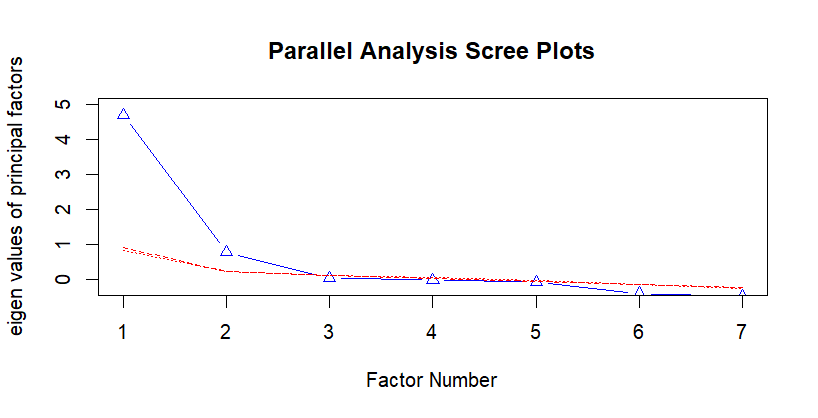 Parallel Analysis Scree Plots
eigen values of principal factors
5
4
3
2
1
0
1 2 3 4 5 6 7
Factor Number